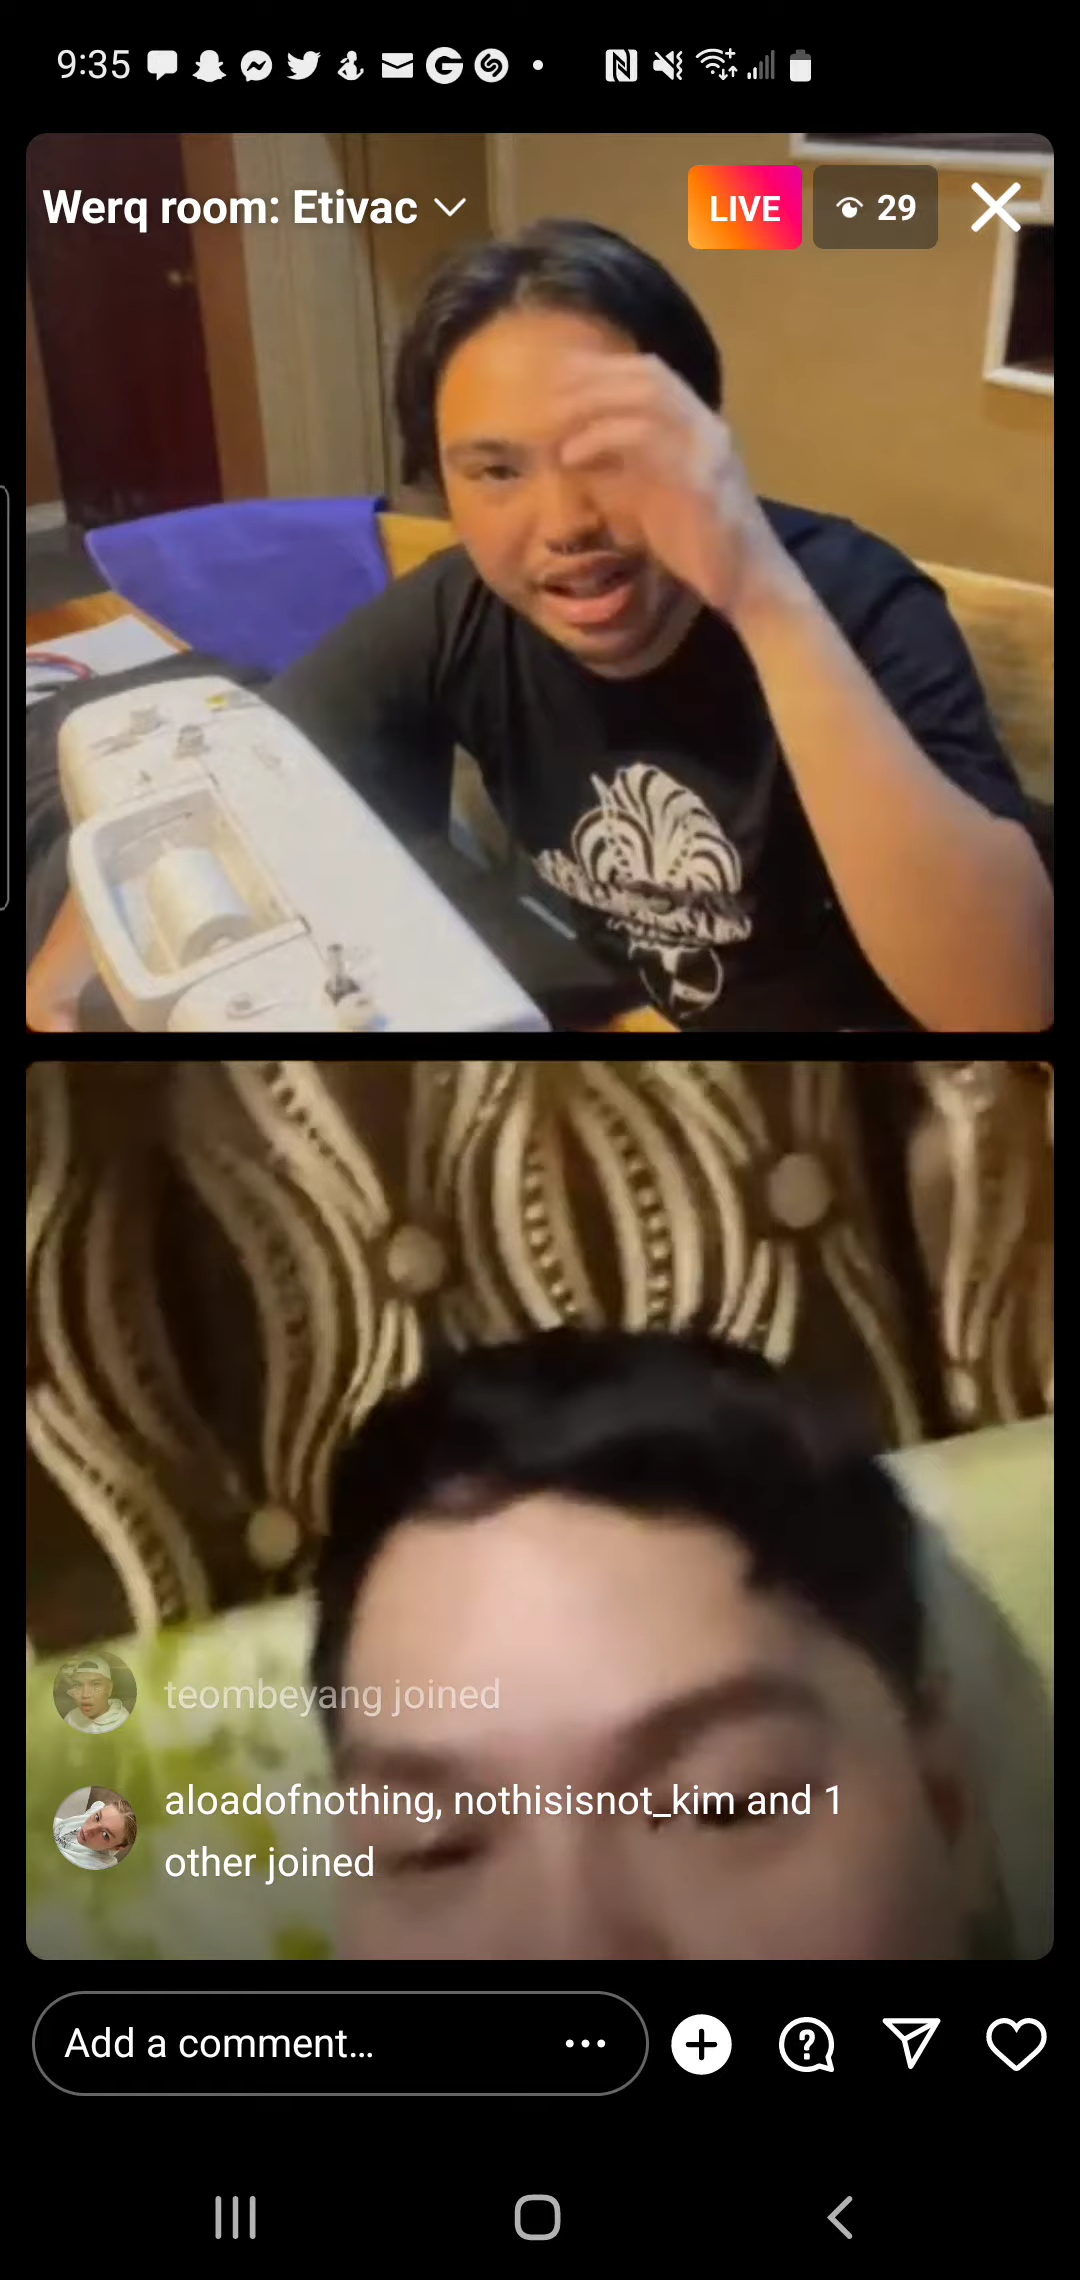 9:35
Werq room: Etivac
LIVE
29
teombeyang joined
aloadofnothing, nothisisnot_kim and 1
other joined
Add a comment...